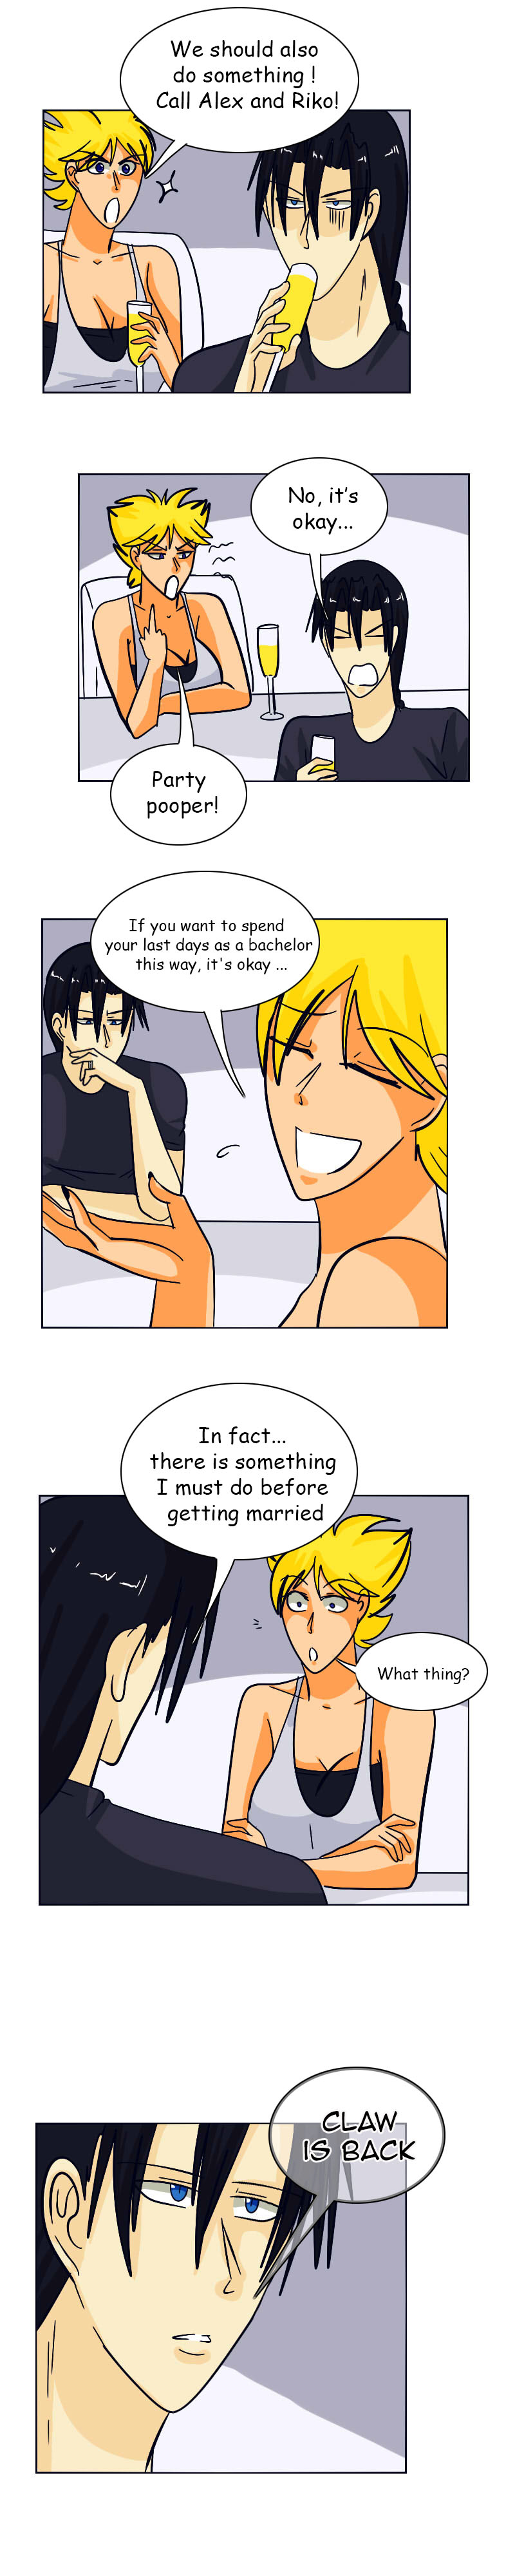 We should also
do something !
Call Alex and Riko!
No, it's
okay...
Party
pooper!
If you want to spend
your last days as a bachelor
this way, it's okay ...
In fact...
there is something
I must do before
getting married
What thing?
CLAW
IS BACK